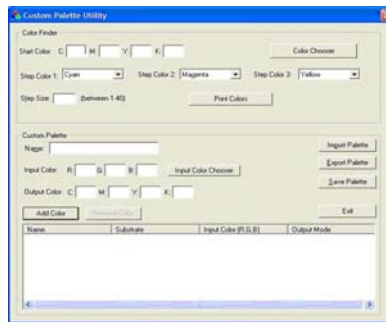 Custom Palette Utility
Color Finder
Start Color: C: M: Y: K: Color Chooser
Step Color 1: Cyan Step Color 2: Magenta Step Color 3: Yellow
Step Size: (between 1-40) Print Colors
Custom Palette
Name: Import Palette
Export Palette
Input Color: R: G: B: Input Color Chooser
Save Palette
Output Color: C: M: Y: K:
Add Color Remove Color Exit
Name Substrate Input Color (R,G,B) Output Mode